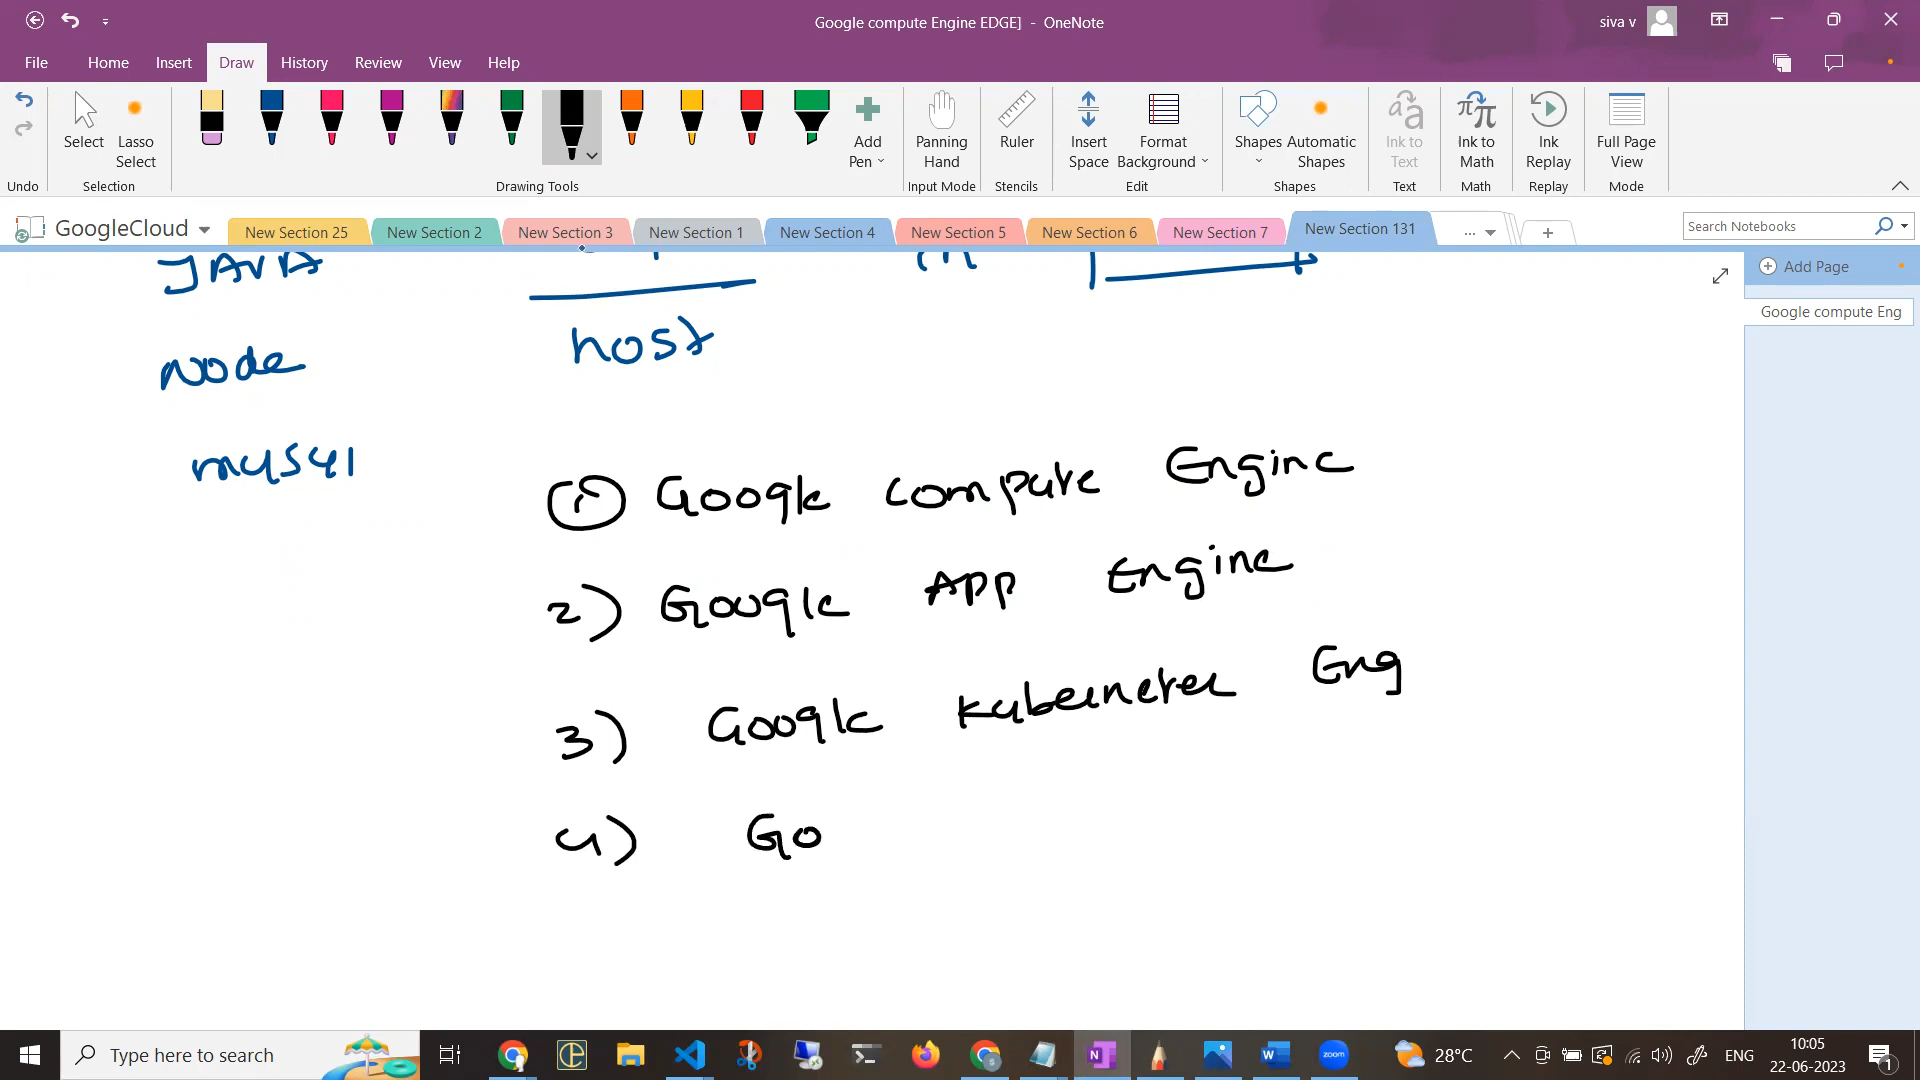 Google compute Engine EDGE] - OneNote
siva v
File Home Insert Draw History Review View Help
Select
Lasso Select
Add Pen
Panning Hand
Ruler
Insert Space
Format Background
Shapes
Automatic Shapes
Ink to Text
Ink to Math
Ink Replay
Full Page View
Undo Selection Drawing Tools Input Mode Stencils Edit Shapes Text Math Replay Mode
GoogleCloud New Section 25 New Section 2 New Section 3 New Section 1 New Section 4 New Section 5 New Section 6 New Section 7 New Section 131 ... Search Notebooks
Add Page
Google compute Eng
JAVA
host
Node
mysql
1 Google compute Engine
2) Google App Engine
3) Google kubernetes Eng
4) Go
Type here to search
zoom
28°C
ENG
10:05
22-06-2023
1